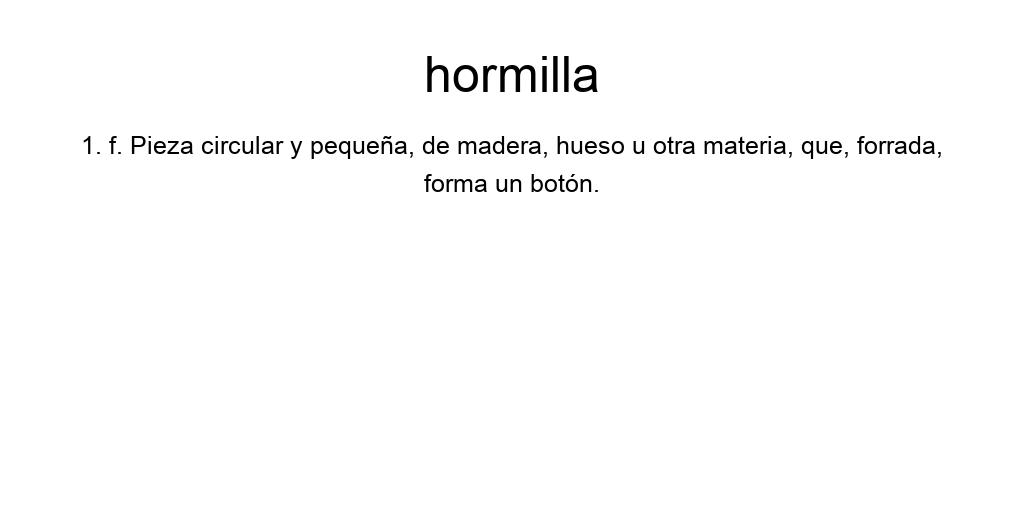 hormilla
1. f. Pieza circular y pequeña, de madera, hueso u otra materia, que, forrada,
forma un botón.